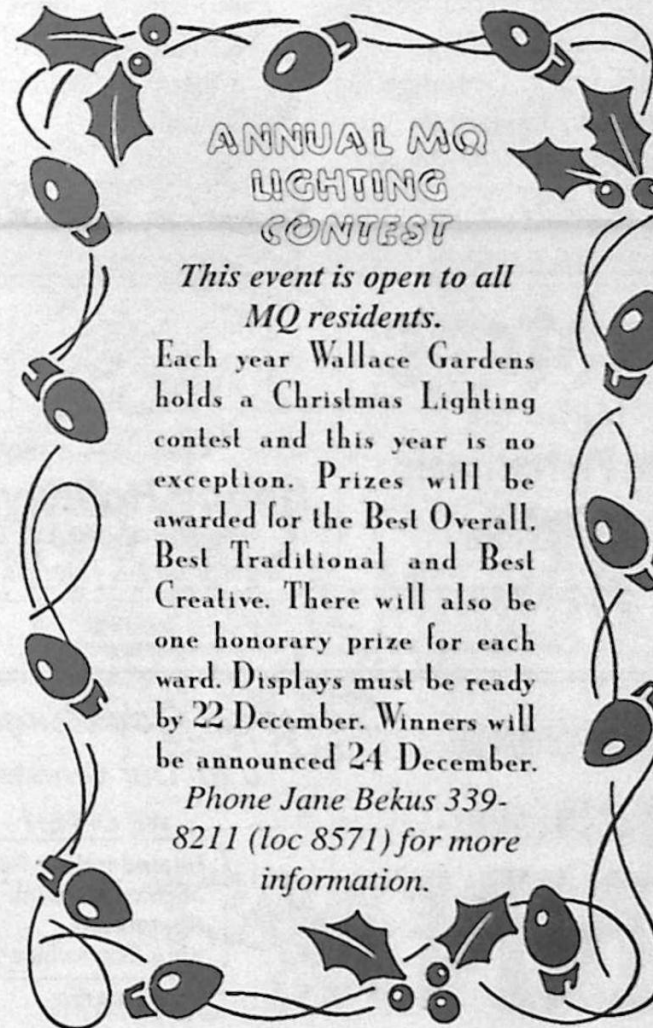 ANNUAL MQ
LIGHTING
CONTEST
This event is open to all
MQ residents.
Each year Wallace Gardens
holds a Christmas Lighting
contest and this year is no
exception. Prizes will be
awarded for the Best Overall,
Best Traditional and Best
Creative. There will also be
one honorary prize for each
ward. Displays must be ready
by 22 December. Winners will
be announced 24 December.
Phone Jane Bekus 339-
8211 (loc 8571) for more
information.